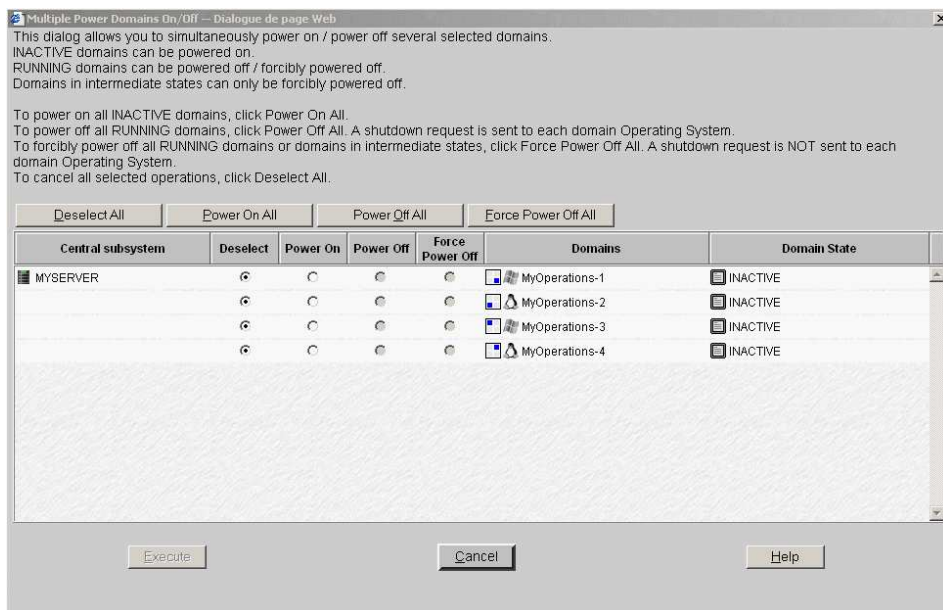 Multiple Power Domains On/Off -- Dialogue de page Web
This dialog allows you to simultaneously power on / power off several selected domains.
INACTIVE domains can be powered on.
RUNNING domains can be powered off / forcibly powered off.
Domains in intermediate states can only be forcibly powered off.
To power on all INACTIVE domains, click Power On All.
To power off all RUNNING domains, click Power Off All. A shutdown request is sent to each domain Operating System.
To forcibly power off all RUNNING domains or domains in intermediate states, click Force Power Off All. A shutdown request is NOT sent to each
domain Operating System.
To cancel all selected operations, click Deselect All.
Deselect All Power On All Power Off All Force Power Off All
Central subsystem Deselect Power On Power Off Force Power Off Domains Domain State
MYSERVER MyOperations-1 INACTIVE
MyOperations-2 INACTIVE
MyOperations-3 INACTIVE
MyOperations-4 INACTIVE
Execute Cancel Help